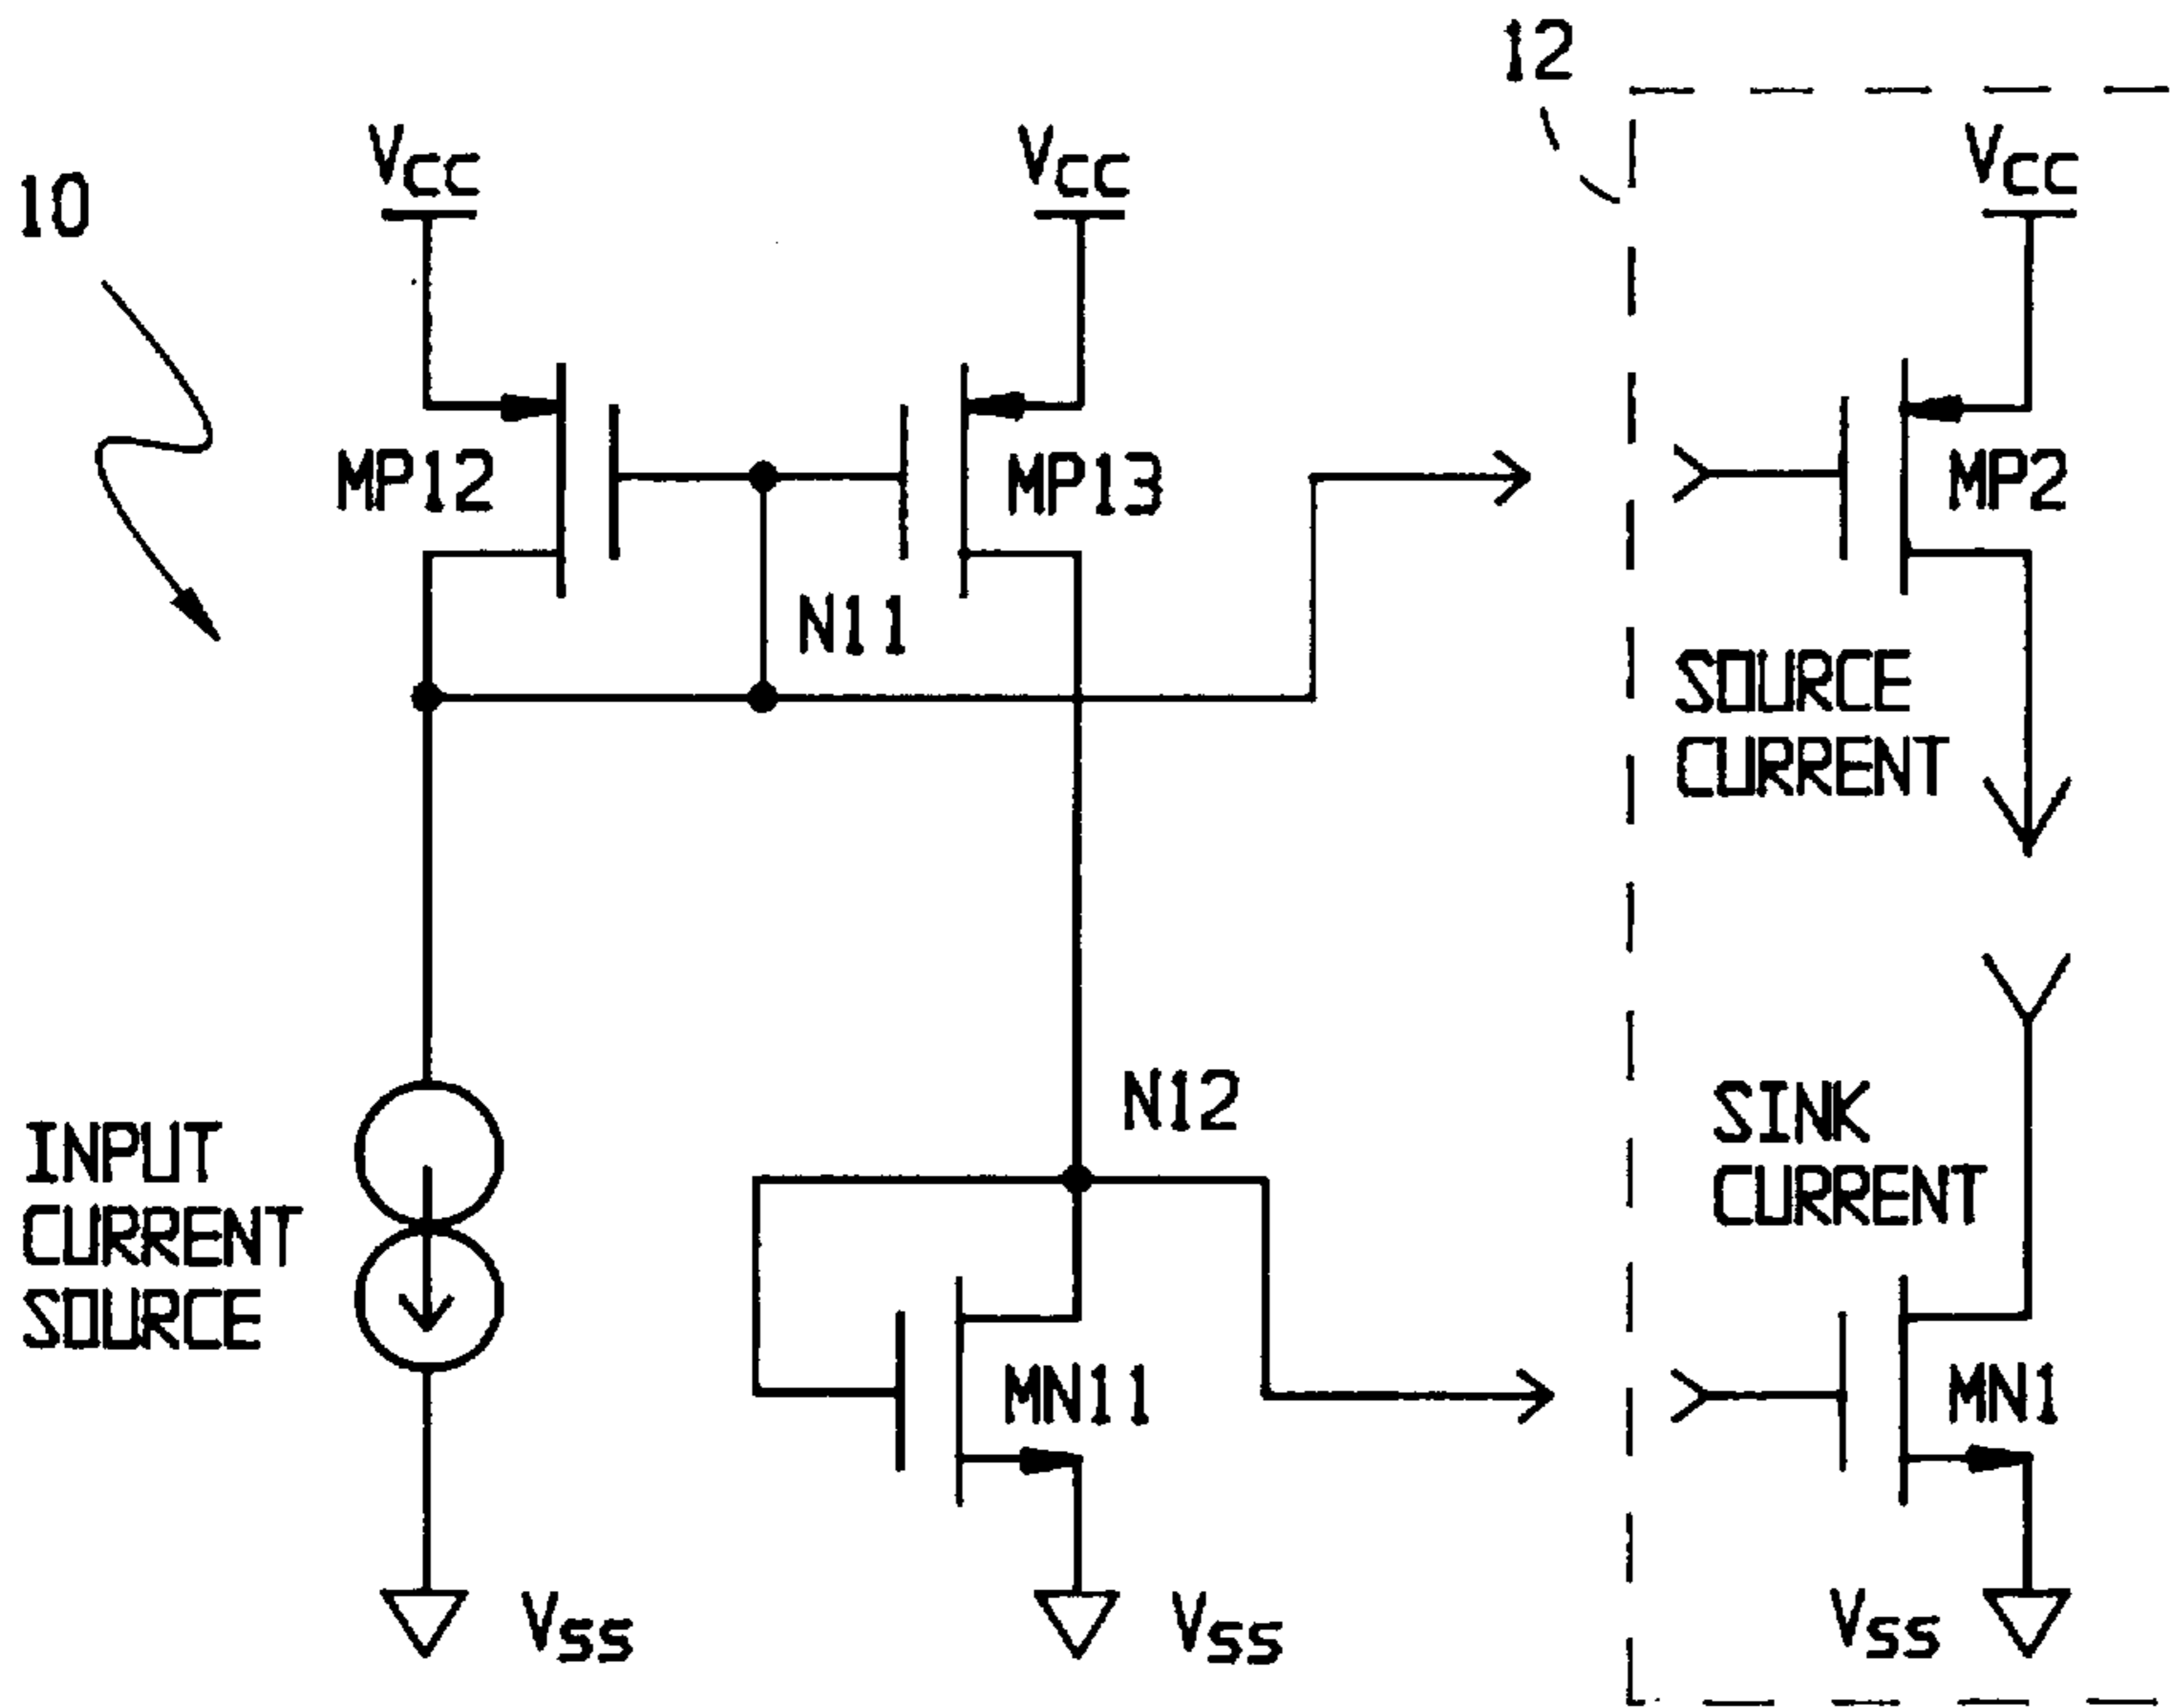 12
VCC
VCC
VCC
10
MP12
MP13
MP2
N11
SOURCE
CURRENT
N12
INPUT
CURRENT
SOURCE
SINK
CURRENT
MN11
MN1
VSS
VSS
VSS